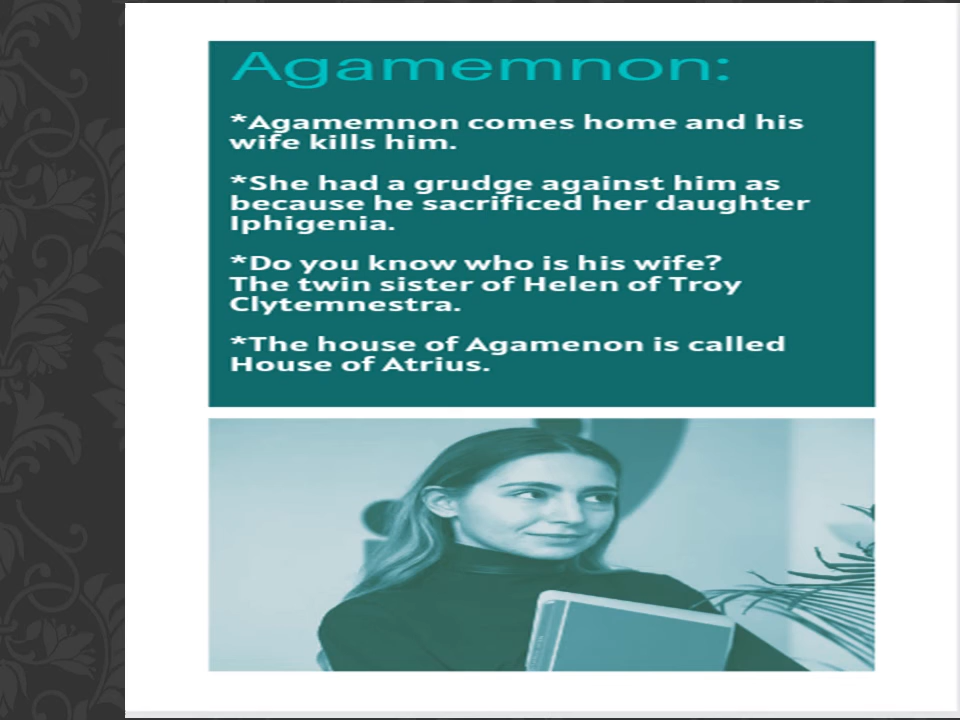 Agamemnon:
*Agamemnon comes home and his
wife kills him.
*She had a grudge against him as
because he sacrificed her daughter
Iphigenia.
*Do you know who is his wife?
The twin sister of Helen of Troy
Clytemnestra.
*The house of Agamenon is called
House of Atrius.